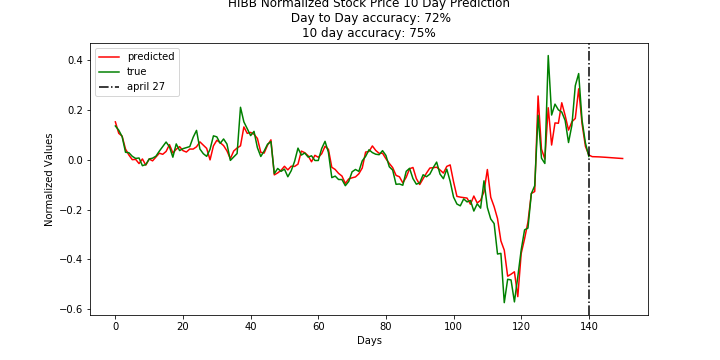 HIBB Normalized Stock Price 10 Day Prediction
Day to Day accuracy: 72%
10 day accuracy: 75%
predicted
true
april 27
Normalized Values
0.4
0.2
0.0
−0.2
−0.4
−0.6
0
20
40
60
80
100
120
140
Days